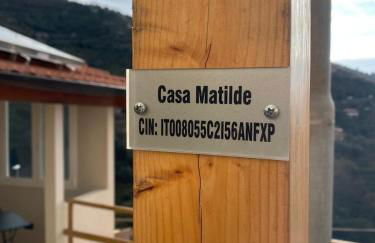 Casa Matilde
CIN: IT008055C2I56ANFXP